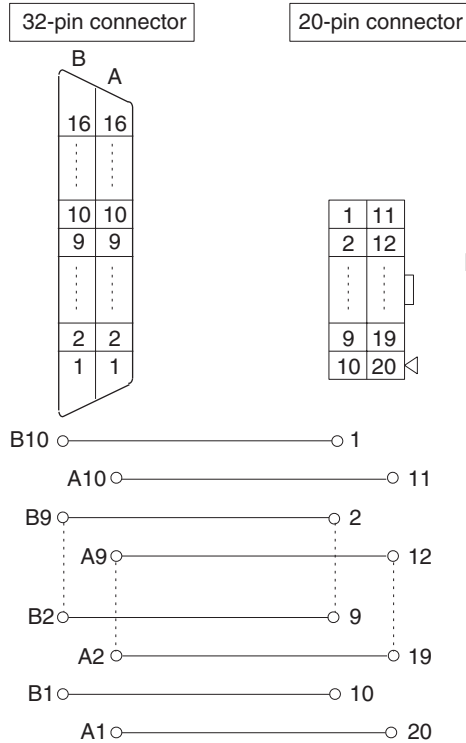 32-pin connector
20-pin connector
B
A
16 16
10 10
9 9
2 2
1 1
1 11
2 12
9 19
10 20
B10 1
A10 11
B9 2
A9 12
B2 9
A2 19
B1 10
A1 20